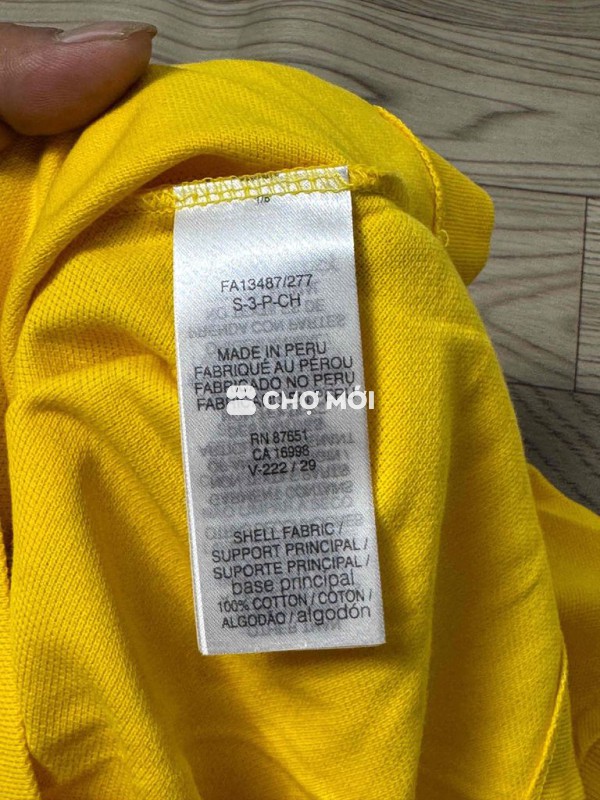 FA13487/277
S-3-P-CH
MADE IN PERU
FABRIQUÉ AU PÉROU
FABRICADO NO PERU
CHỢ MỚI
RN 87651
CA 16998
V-222 / 29
SHELL FABRIC /
SUPPORT PRINCIPAL /
SUPORTE PRINCIPAL /
base principal
100% COTTON / COTON /
ALGODÃO / algodón